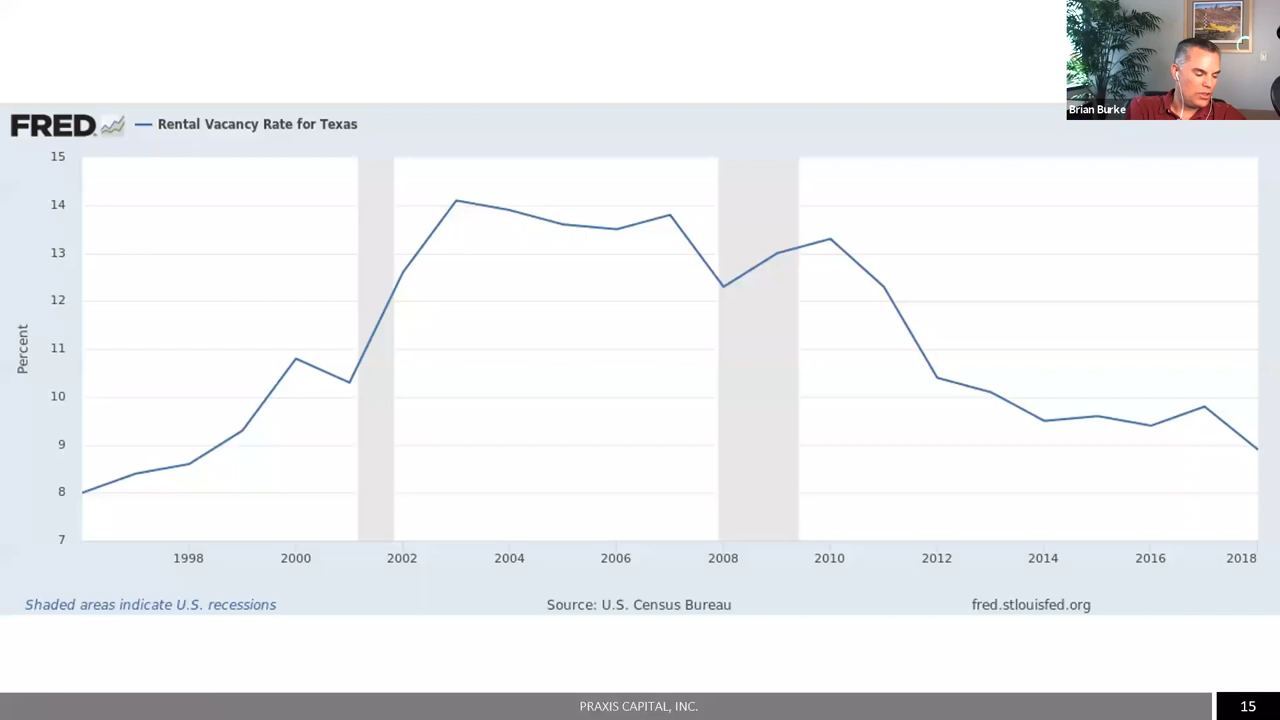 Brian Burke
FRED
Rental Vacancy Rate for Texas
15
14
13
12
11
10
9
8
7
Percent
1998 2000 2002 2004 2006 2008 2010 2012 2014 2016 2018
Shaded areas indicate U.S. recessions
Source: U.S. Census Bureau
fred.stlouisfed.org
PRAXIS CAPITAL, INC.
15